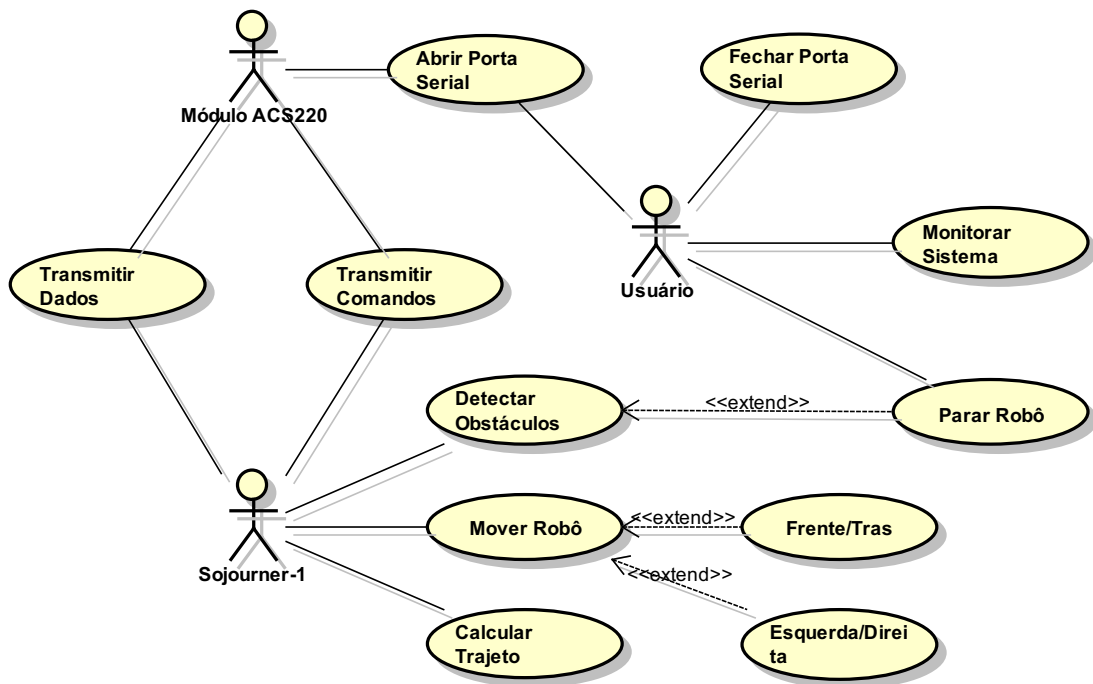 Abrir Porta
Serial
Fechar Porta
Serial
Módulo ACS220
Monitorar
Sistema
Usuário
Transmitir
Dados
Transmitir
Comandos
Detectar
Obstáculos
<<extend>>
Parar Robô
Mover Robô
<<extend>>
Frente/Tras
Sojourner-1
<<extend>>
Calcular
Trajeto
Esquerda/Direi
ta